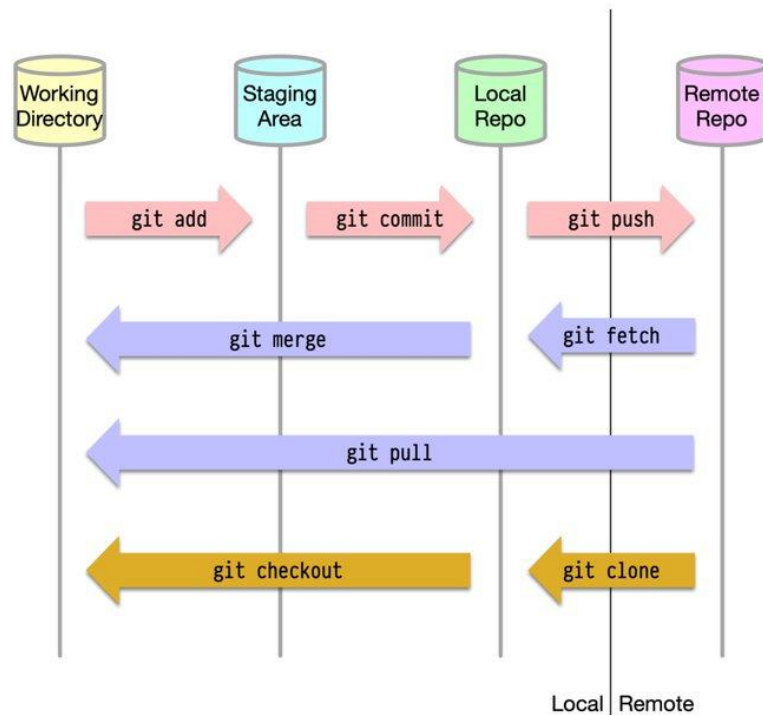 Working
Directory
Staging
Area
Local
Repo
Remote
Repo
git add
git commit
git push
git merge
git fetch
git pull
git checkout
git clone
Local
Remote